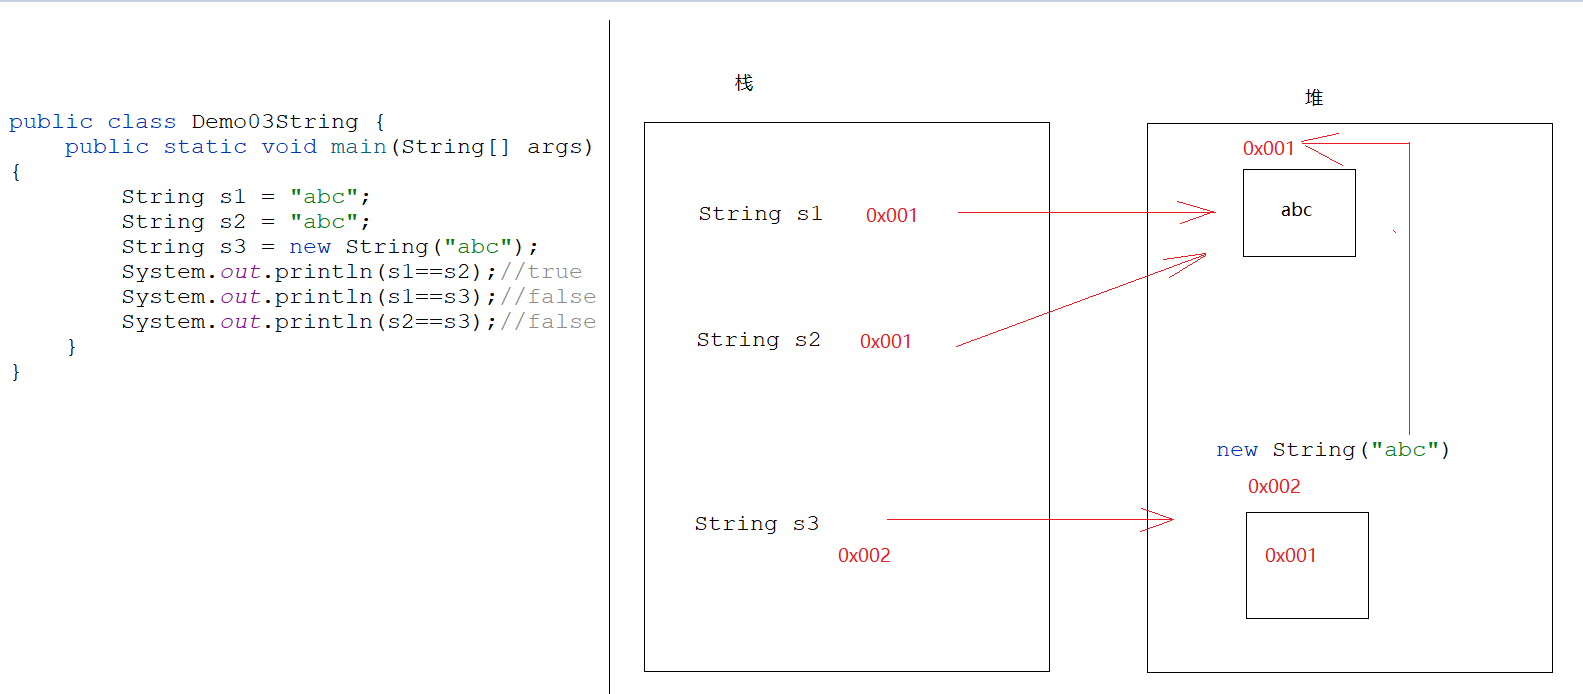 public class Demo03String {
public static void main(String[] args)
{
String s1 = "abc";
String s2 = "abc";
String s3 = new String("abc");
System.out.println(s1==s2);//true
System.out.println(s1==s3);//false
System.out.println(s2==s3);//false
}
}
栈
String s1 0x001
String s2 0x001
String s3
0x002
堆
0x001
abc
new String("abc")
0x002
0x001